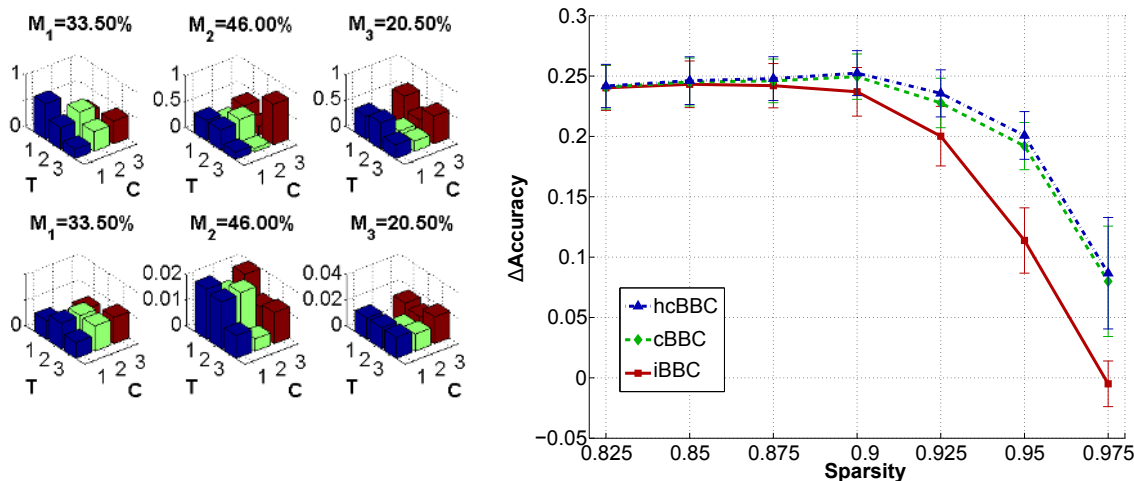 M1=33.50% M2=46.00% M3=20.50%
1 1 1
0.5 0.5
0 0 0
1 2 3 1 2 3 1 2 3 1 2 3 1 2 3 1 2 3
T C T C T C
M1=33.50% M2=46.00% M3=20.50%
0.02 0.04
0.01 0.02
0 0 0
1 2 3 1 2 3 1 2 3 1 2 3 1 2 3 1 2 3
T C T C T C
0.3
0.25
0.2
0.15
0.1
0.05
0
−0.05
ΔAccuracy
hcBBC
cBBC
iBBC
0.825 0.85 0.875 0.9 0.925 0.95 0.975
Sparsity